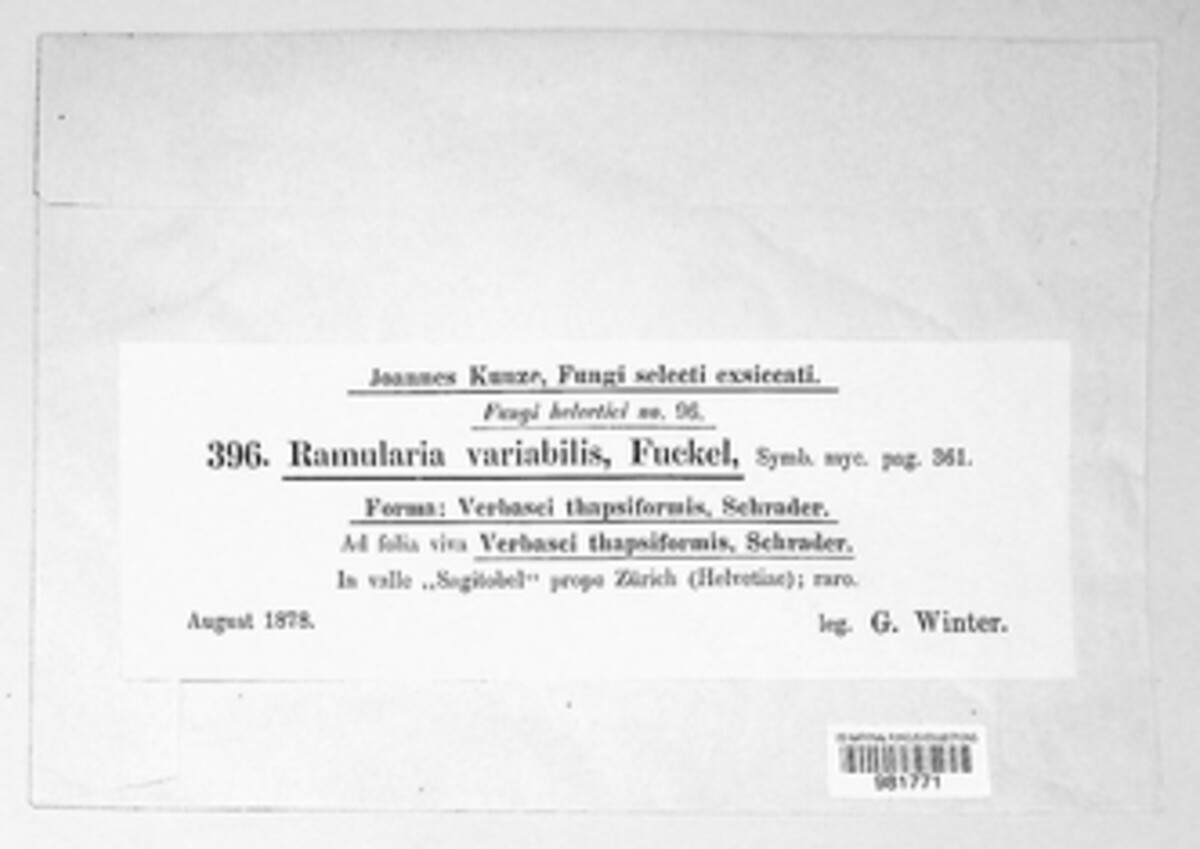 Joannes Kunze, Fungi selecti exsiccati.
Fungi helvetici no. 96.
396. Ramularia variabilis, Fuckel, Symb. myc. pag. 361.
Forma: Verbasci thapsiformis, Schrader.
Ad folia viva Verbasci thapsiformis, Schrader.
In valle „Sagitobel“ prope Zürich (Helvetiae); raro.
August 1878.
leg. G. Winter.
981771